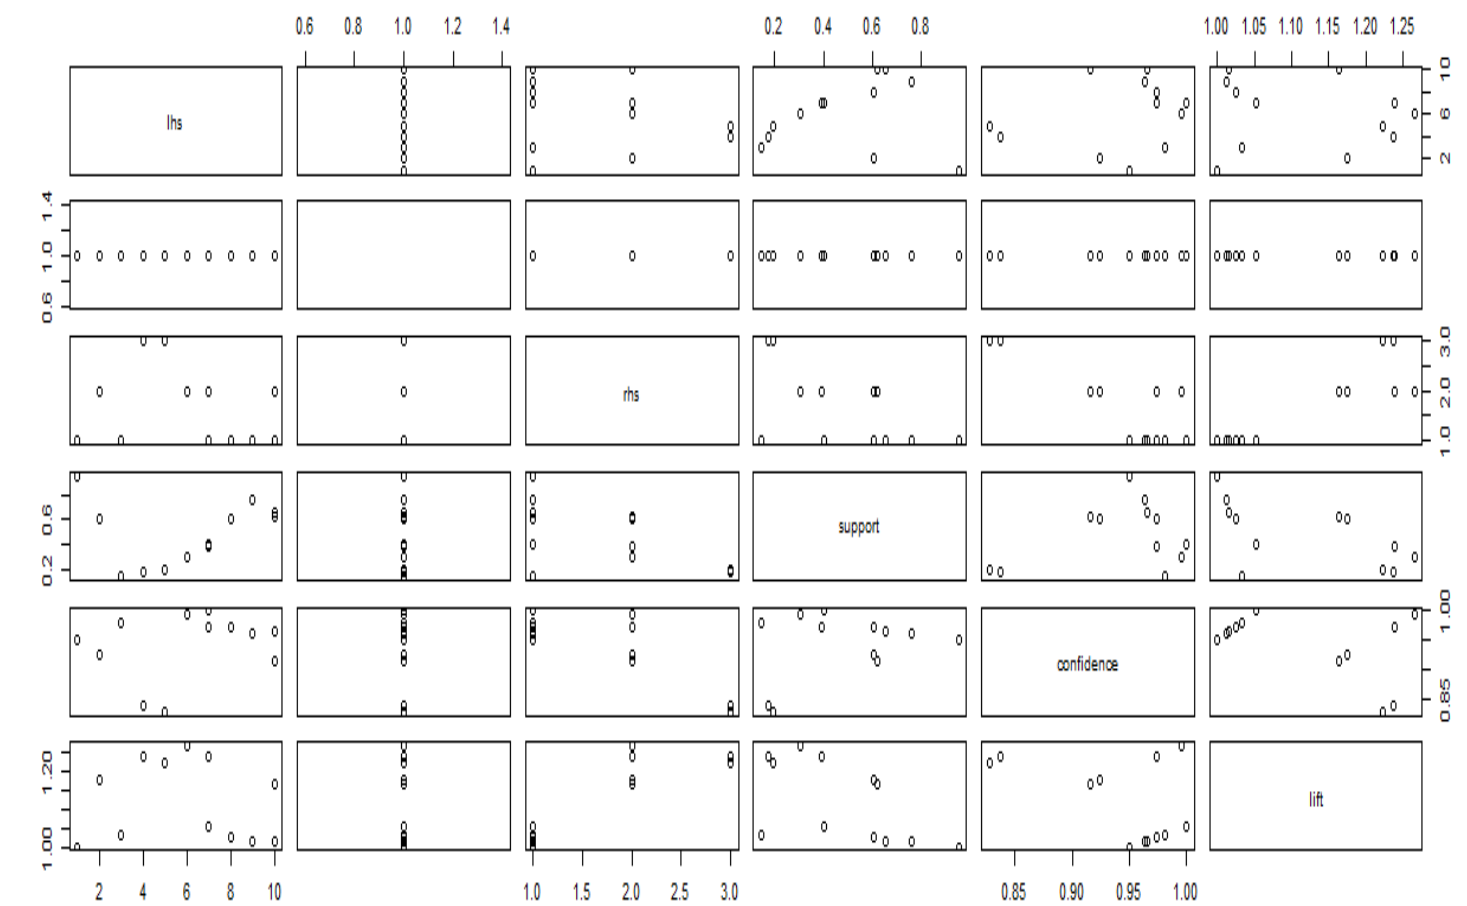 0.6 0.8 1.0 1.2 1.4 0.2 0.4 0.6 0.8 1.00 1.05 1.10 1.15 1.20 1.25
lhs 2 6 10
0.6 1.0 1.4
rhs 1.0 2.0 3.0
0.2 0.6 support
confidence 0.85 1.00
1.00 1.20 lift
2 4 6 8 10 1.0 1.5 2.0 2.5 3.0 0.85 0.90 0.95 1.00